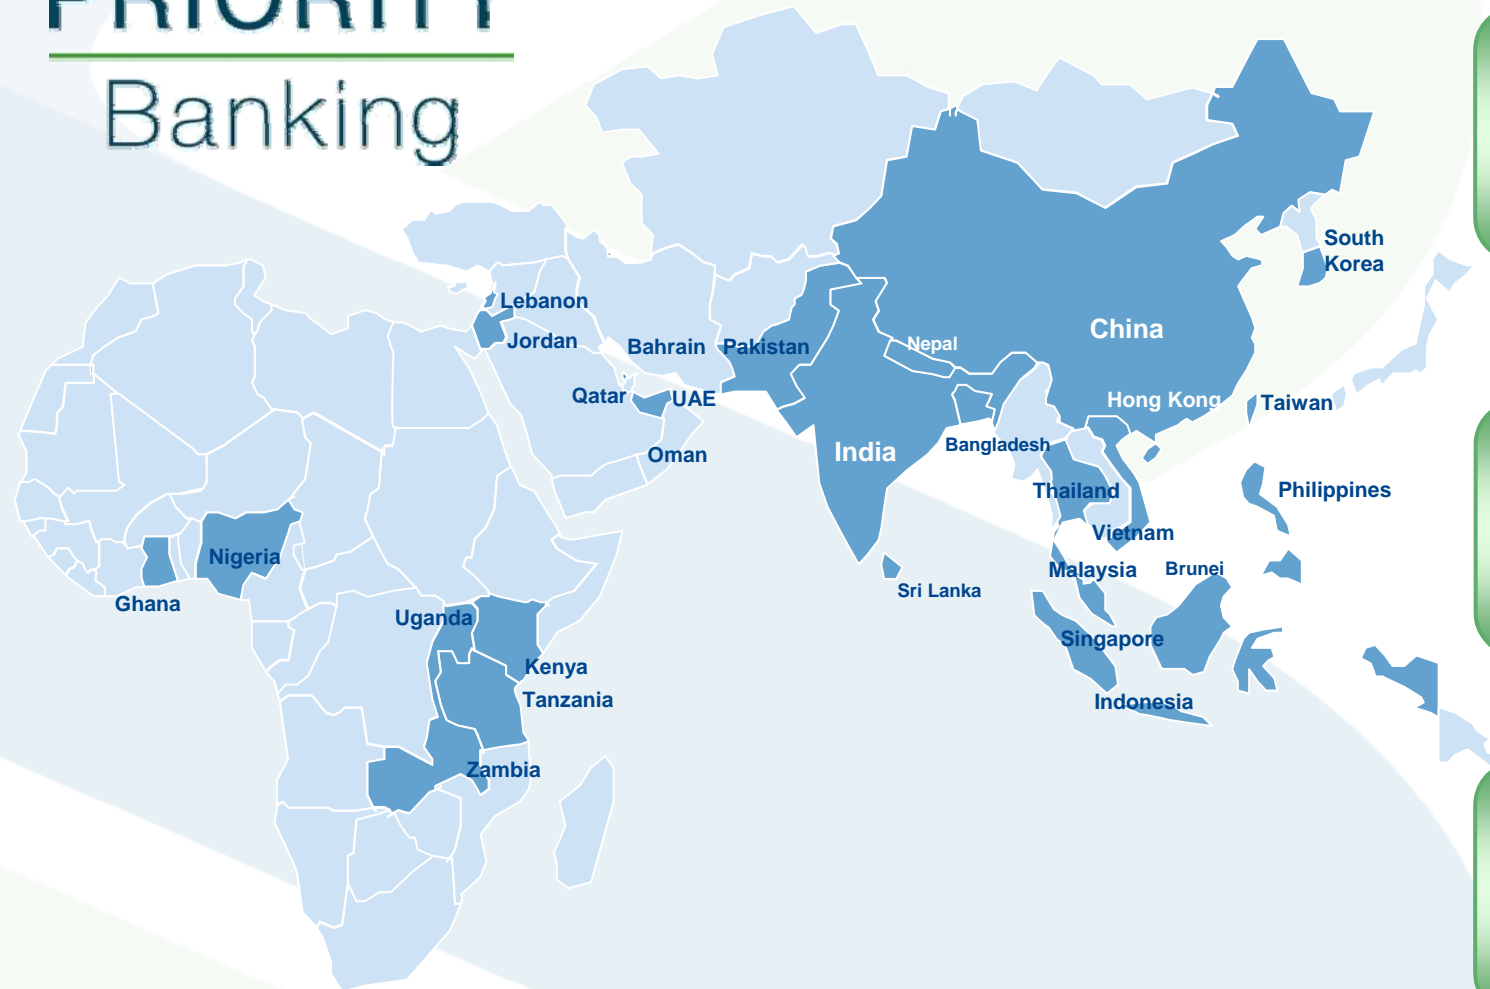 PRIORITY
Banking
South
Korea
Lebanon
China
Jordan
Bahrain
Pakistan
Nepal
Qatar
UAE
Hong Kong
Taiwan
India
Bangladesh
Oman
Thailand
Philippines
Vietnam
Nigeria
Malaysia
Brunei
Sri Lanka
Ghana
Uganda
Singapore
Kenya
Tanzania
Indonesia
Zambia